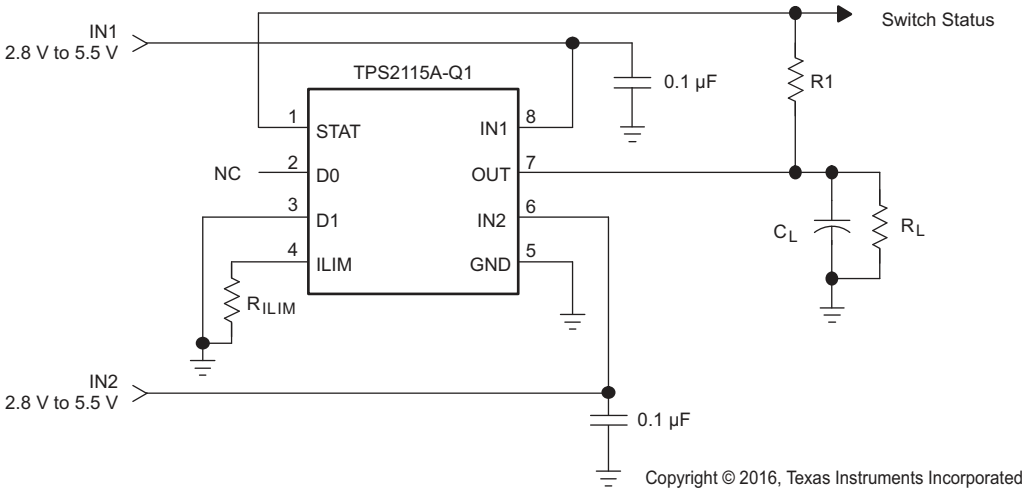 IN1
2.8 V to 5.5 V
Switch Status
TPS2115A-Q1
0.1 µF
R1
1
STAT
IN1
8
NC
2
D0
OUT
7
3
D1
IN2
6
CL
RL
4
ILIM
GND
5
RILIM
IN2
2.8 V to 5.5 V
0.1 µF
Copyright © 2016, Texas Instruments Incorporated